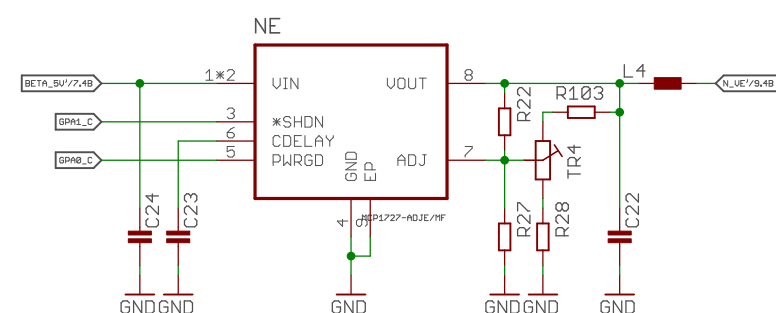 NE
BETA_5V'/7.4B
1*2
VIN
VOUT
8
L4
N_VE'/9.4B
R103
R22
GPA1_C
3
*SHDN
6
CDELAY
GPA0_C
5
PWRGD
GND
EP
ADJ
7
TR4
MCP1727-ADJE/MF
4
9
C24
C23
R27
R28
C22
GND
GND
GND
GND
GND
GND